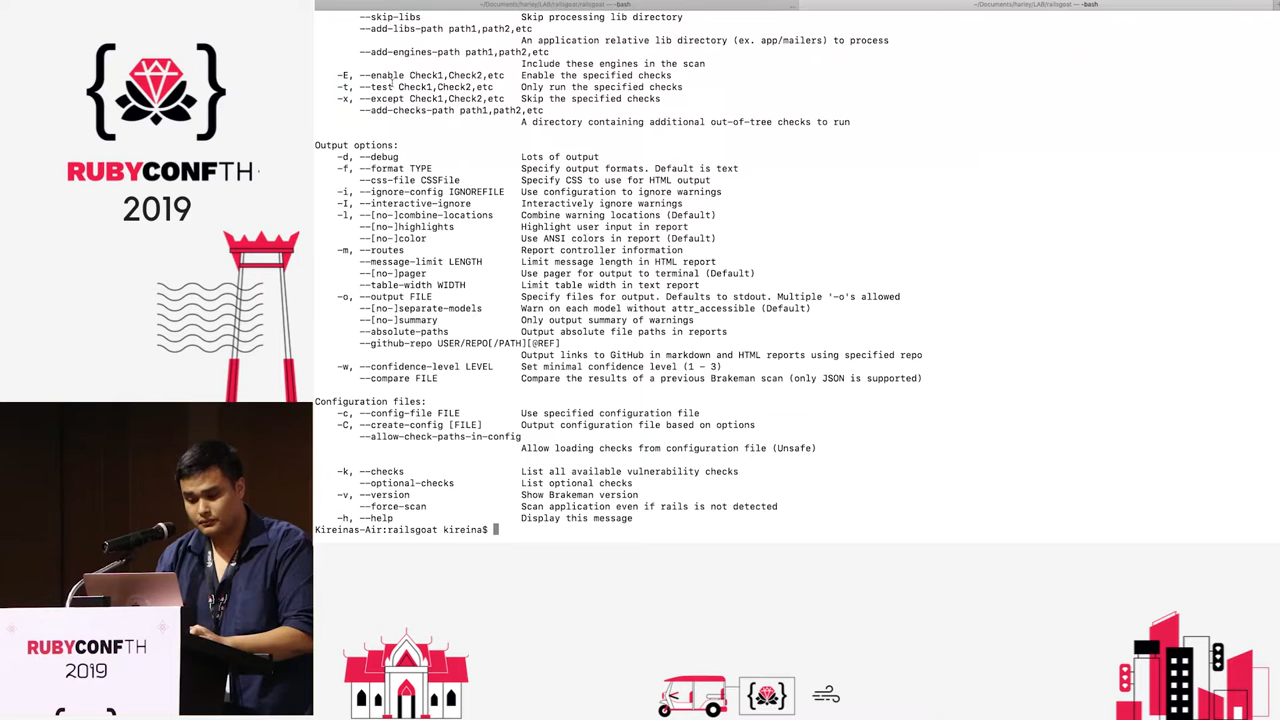 RUBYCONFTH
2019
~/Documents/harley/LAB/railsgoat — -bash
~/Documents/harley/LAB/railsgoat — -bash
--skip-libs Skip processing lib directory
--add-libs-path path1,path2,etc
An application relative lib directory (ex. app/mailers) to process
--add-engines-path path1,path2,etc
Include these engines in the scan
-E, --enable Check1,Check2,etc Enable the specified checks
-t, --test Check1,Check2,etc Only run the specified checks
-x, --except Check1,Check2,etc Skip the specified checks
--add-checks-path path1,path2,etc
A directory containing additional out-of-tree checks to run
Output options:
-d, --debug Lots of output
-f, --format TYPE Specify output formats. Default is text
--css-file CSSFile Specify CSS to use for HTML output
-i, --ignore-config IGNOREFILE Use configuration to ignore warnings
-I, --interactive-ignore Interactively ignore warnings
-l, --[no-]combine-locations Combine warning locations (Default)
--[no-]highlights Highlight user input in report
--[no-]color Use ANSI colors in report (Default)
-m, --routes Report controller information
--message-limit LENGTH Limit message length in HTML report
--[no-]pager Use pager for output to terminal (Default)
--table-width WIDTH Limit table width in text report
-o, --output FILE Specify files for output. Defaults to stdout. Multiple '-o's allowed
--[no-]separate-models Warn on each model without attr_accessible (Default)
--[no-]summary Only output summary of warnings
--absolute-paths Output absolute file paths in reports
--github-repo USER/REPO[/PATH][@REF]
Output links to GitHub in markdown and HTML reports using specified repo
-w, --confidence-level LEVEL Set minimal confidence level (1 - 3)
--compare FILE Compare the results of a previous Brakeman scan (only JSON is supported)
Configuration files:
-c, --config-file FILE Use specified configuration file
-C, --create-config [FILE] Output configuration file based on options
--allow-check-paths-in-config
Allow loading checks from configuration file (Unsafe)
-k, --checks List all available vulnerability checks
--optional-checks List optional checks
-v, --version Show Brakeman version
--force-scan Scan application even if rails is not detected
-h, --help Display this message
Kireinas-Air:railsgoat kireina$
RUBYCONFTH
2019